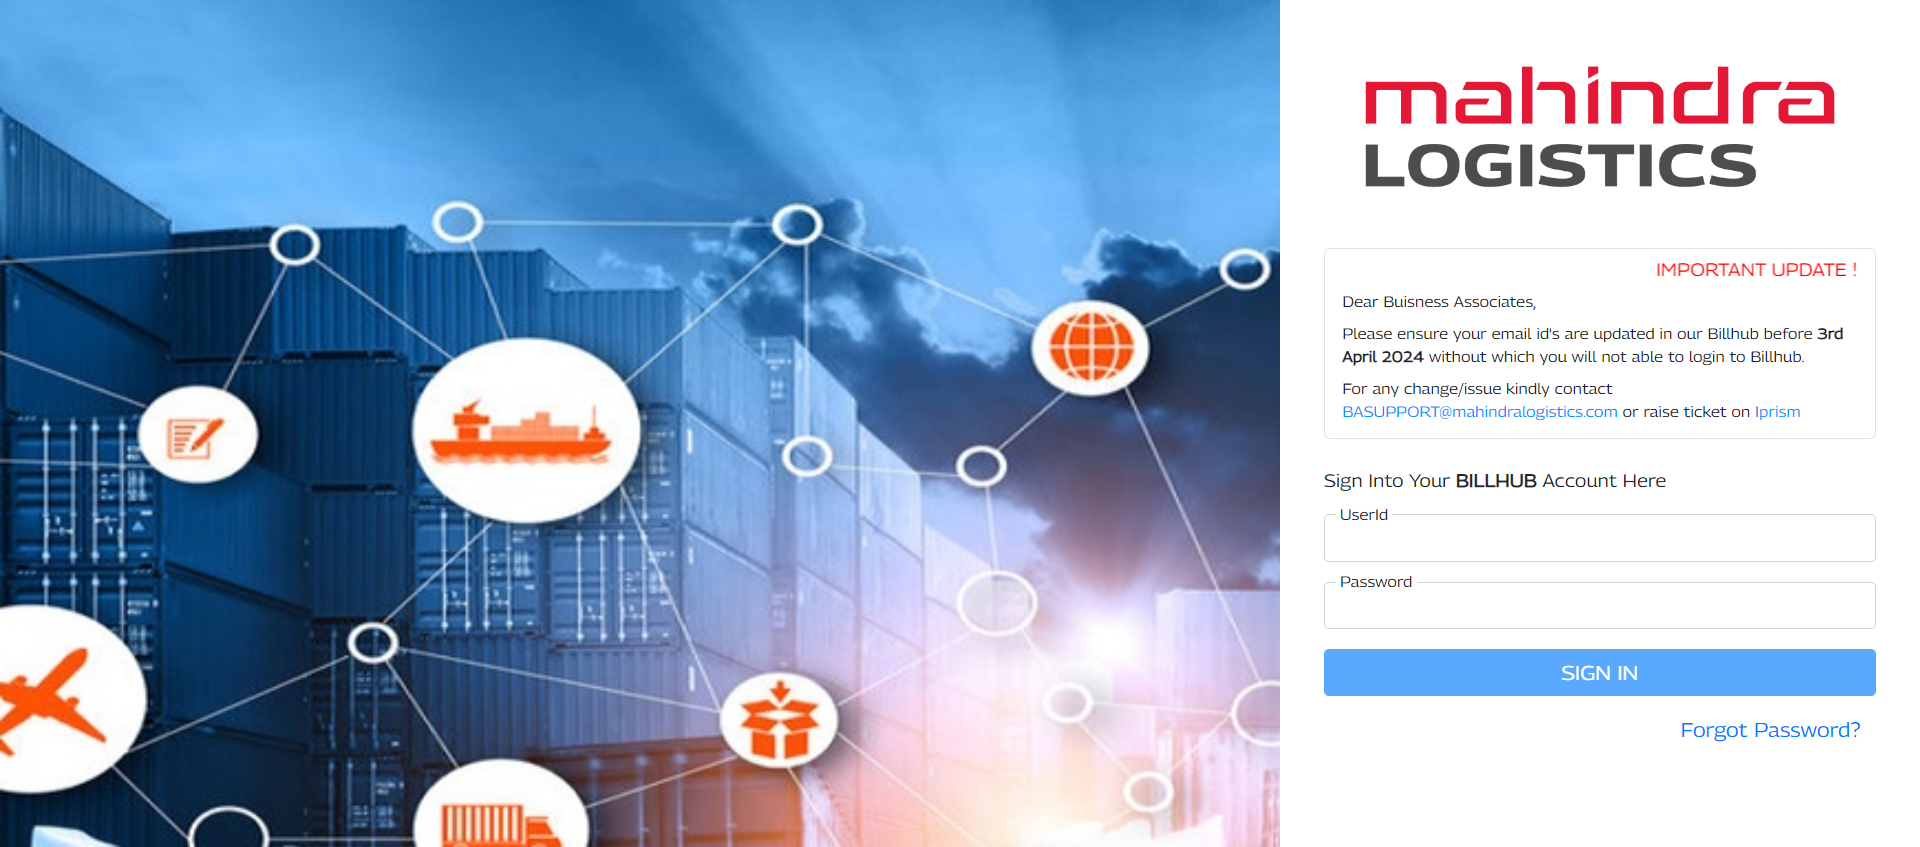 mahindra
LOGISTICS
IMPORTANT UPDATE !
Dear Buisness Associates,
Please ensure your email id's are updated in our Billhub before 3rd
April 2024 without which you will not able to login to Billhub.
For any change/issue kindly contact
BASUPPORT@mahindralogistics.com or raise ticket on Iprism
Sign Into Your BILLHUB Account Here
UserId
Password
SIGN IN
Forgot Password?